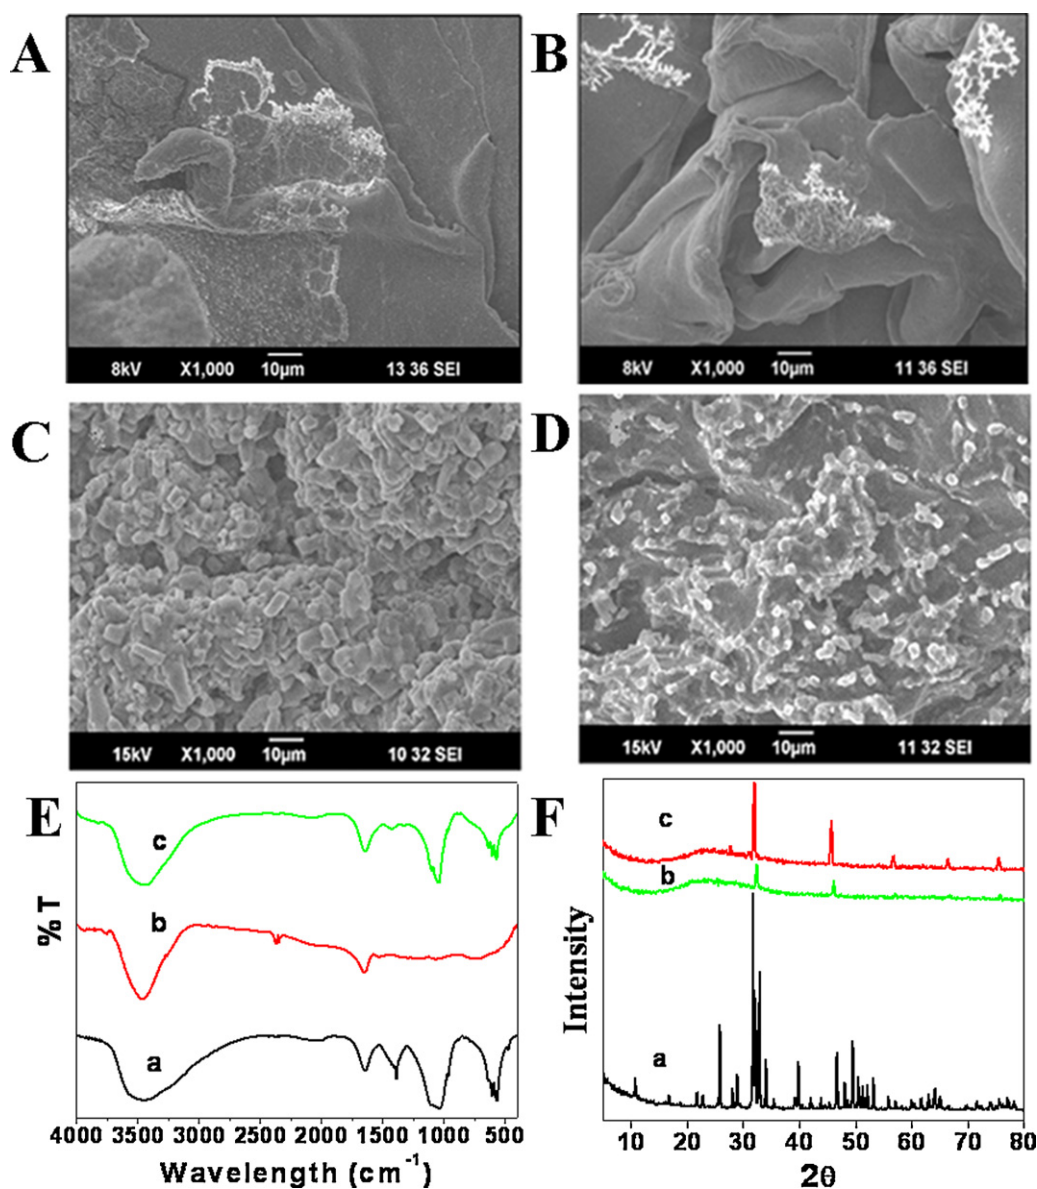 A
8kV X1,000 10µm 13 36 SEI
B
8kV X1,000 10µm 11 36 SEI
C
15kV X1,000 10µm 10 32 SEI
D
15kV X1,000 10µm 11 32 SEI
E
c
b
a
% T
4000 3500 3000 2500 2000 1500 1000 500
Wavelength (cm⁻¹)
F
c
b
a
Intensity
10 20 30 40 50 60 70 80
2θ